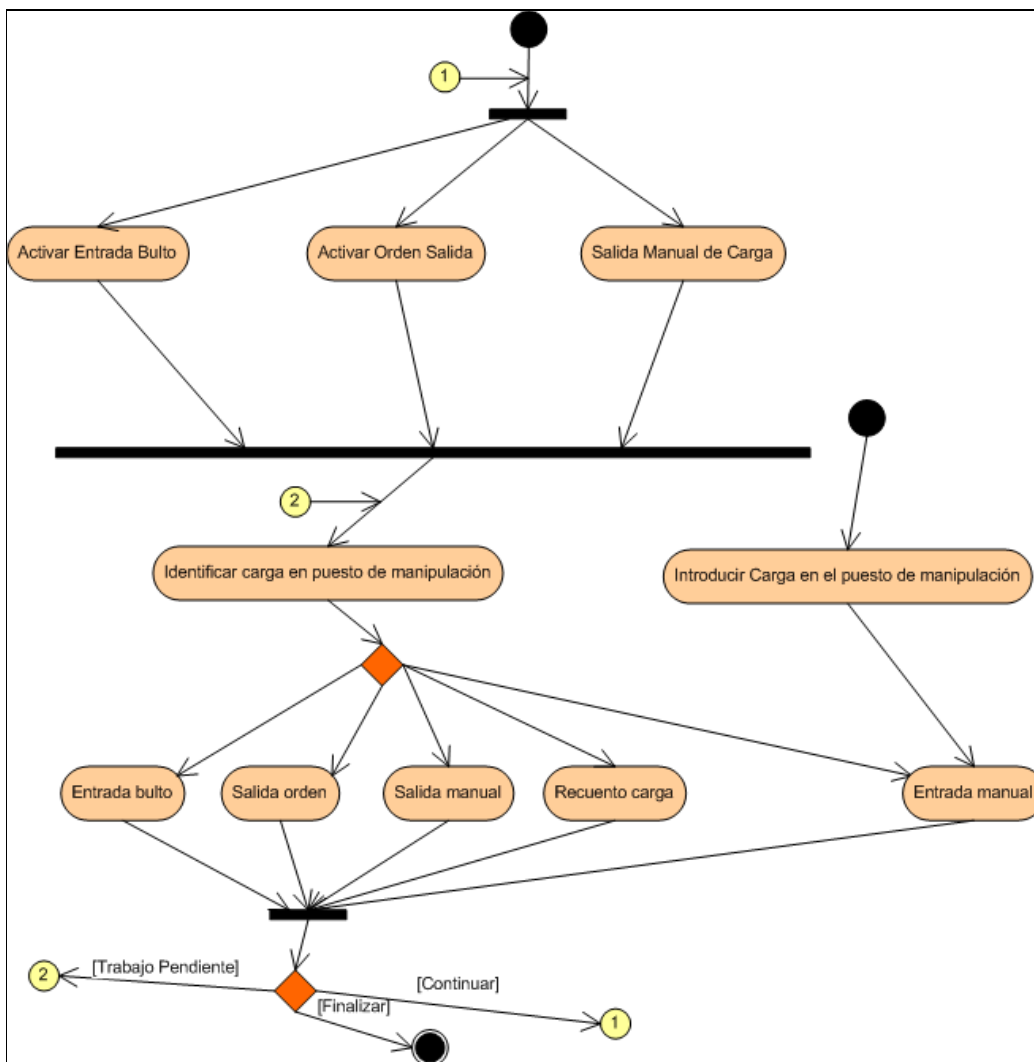 1
Activar Entrada Bulto
Activar Orden Salida
Salida Manual de Carga
2
Identificar carga en puesto de manipulación
Introducir Carga en el puesto de manipulación
Entrada bulto
Salida orden
Salida manual
Recuento carga
Entrada manual
2
[Trabajo Pendiente]
[Continuar]
[Finalizar]
1